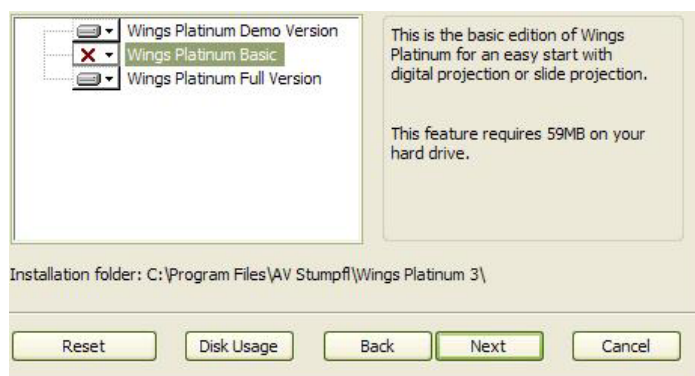 Wings Platinum Demo Version
Wings Platinum Basic
Wings Platinum Full Version
This is the basic edition of Wings
Platinum for an easy start with
digital projection or slide projection.
This feature requires 59MB on your
hard drive.
Installation folder: C:\Program Files\AV Stumpfl\Wings Platinum 3\
Reset
Disk Usage
Back
Next
Cancel